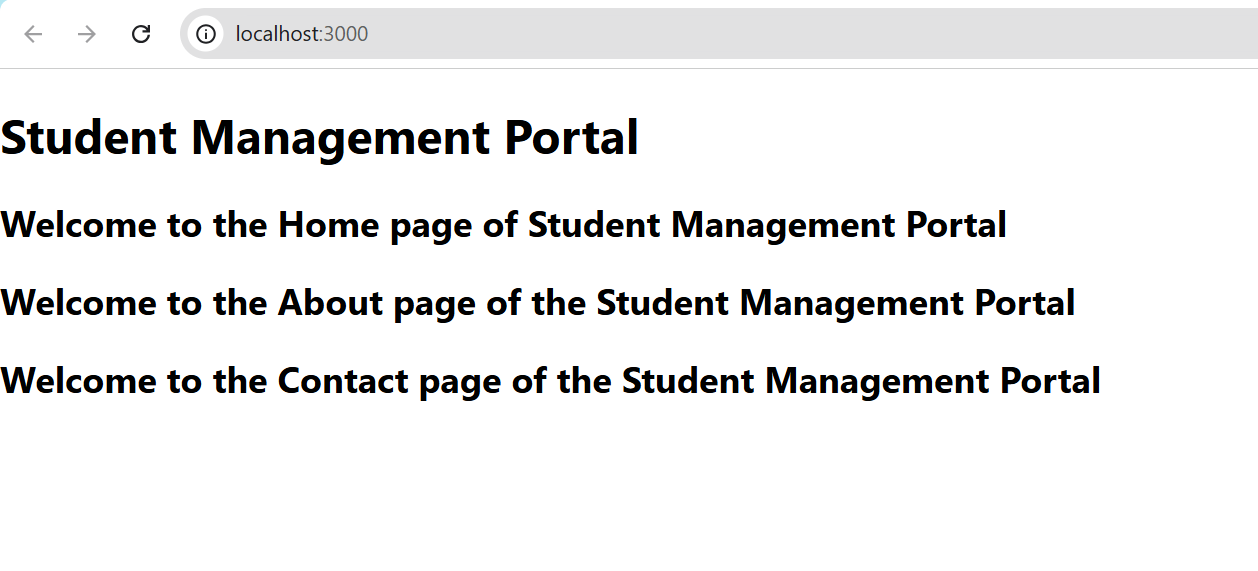 localhost:3000
Student Management Portal
Welcome to the Home page of Student Management Portal
Welcome to the About page of the Student Management Portal
Welcome to the Contact page of the Student Management Portal